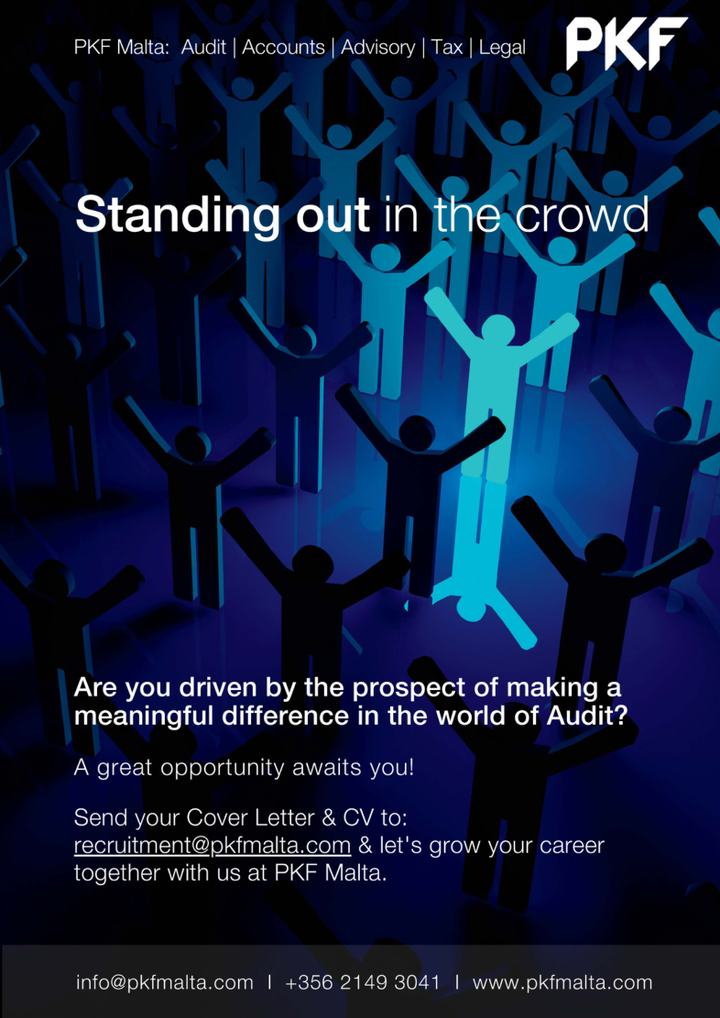 PKF Malta:  Audit | Accounts | Advisory | Tax | Legal
PKF
Standing out in the crowd
Are you driven by the prospect of making a
meaningful difference in the world of Audit?
A great opportunity awaits you!
Send your Cover Letter & CV to:
recruitment@pkfmalta.com & let's grow your career
together with us at PKF Malta.
info@pkfmalta.com  I  +356 2149 3041  I  www.pkfmalta.com